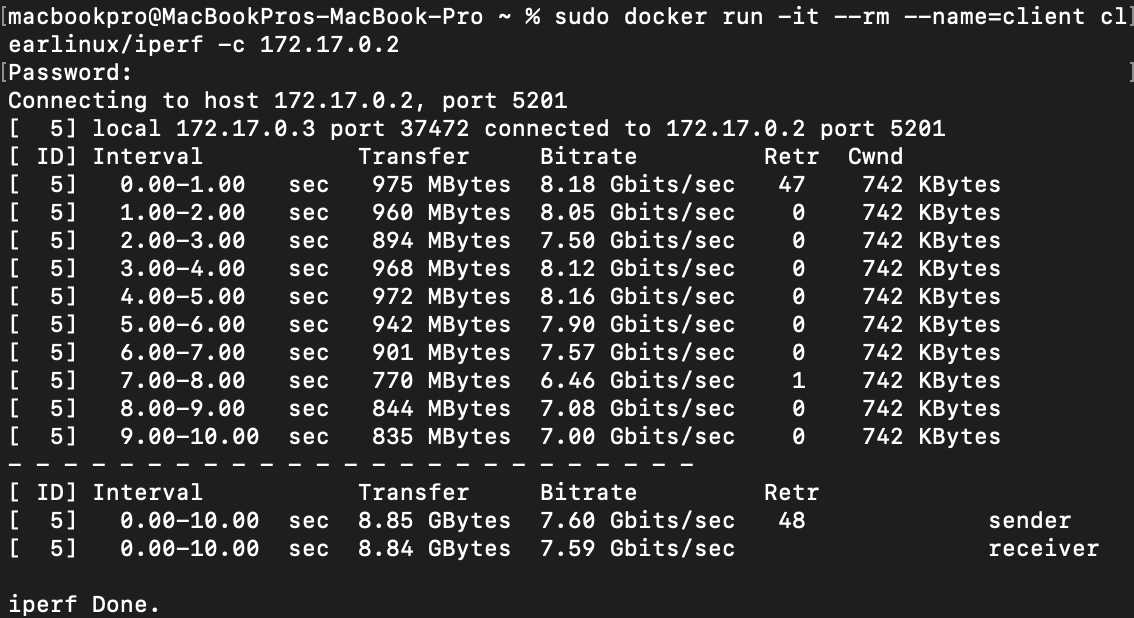 [macbookpro@MacBookPros-MacBook-Pro ~ % sudo docker run -it --rm --name=client cl]
earlinux/iperf -c 172.17.0.2
[Password: ]
Connecting to host 172.17.0.2, port 5201
[  5] local 172.17.0.3 port 37472 connected to 172.17.0.2 port 5201
[ ID] Interval           Transfer     Bitrate         Retr  Cwnd
[  5]   0.00-1.00   sec   975 MBytes  8.18 Gbits/sec   47    742 KBytes
[  5]   1.00-2.00   sec   960 MBytes  8.05 Gbits/sec    0    742 KBytes
[  5]   2.00-3.00   sec   894 MBytes  7.50 Gbits/sec    0    742 KBytes
[  5]   3.00-4.00   sec   968 MBytes  8.12 Gbits/sec    0    742 KBytes
[  5]   4.00-5.00   sec   972 MBytes  8.16 Gbits/sec    0    742 KBytes
[  5]   5.00-6.00   sec   942 MBytes  7.90 Gbits/sec    0    742 KBytes
[  5]   6.00-7.00   sec   901 MBytes  7.57 Gbits/sec    0    742 KBytes
[  5]   7.00-8.00   sec   770 MBytes  6.46 Gbits/sec    1    742 KBytes
[  5]   8.00-9.00   sec   844 MBytes  7.08 Gbits/sec    0    742 KBytes
[  5]   9.00-10.00  sec   835 MBytes  7.00 Gbits/sec    0    742 KBytes
- - - - - - - - - - - - - - - - - - - - - - - - -
[ ID] Interval           Transfer     Bitrate         Retr
[  5]   0.00-10.00  sec  8.85 GBytes  7.60 Gbits/sec   48             sender
[  5]   0.00-10.00  sec  8.84 GBytes  7.59 Gbits/sec                  receiver
iperf Done.